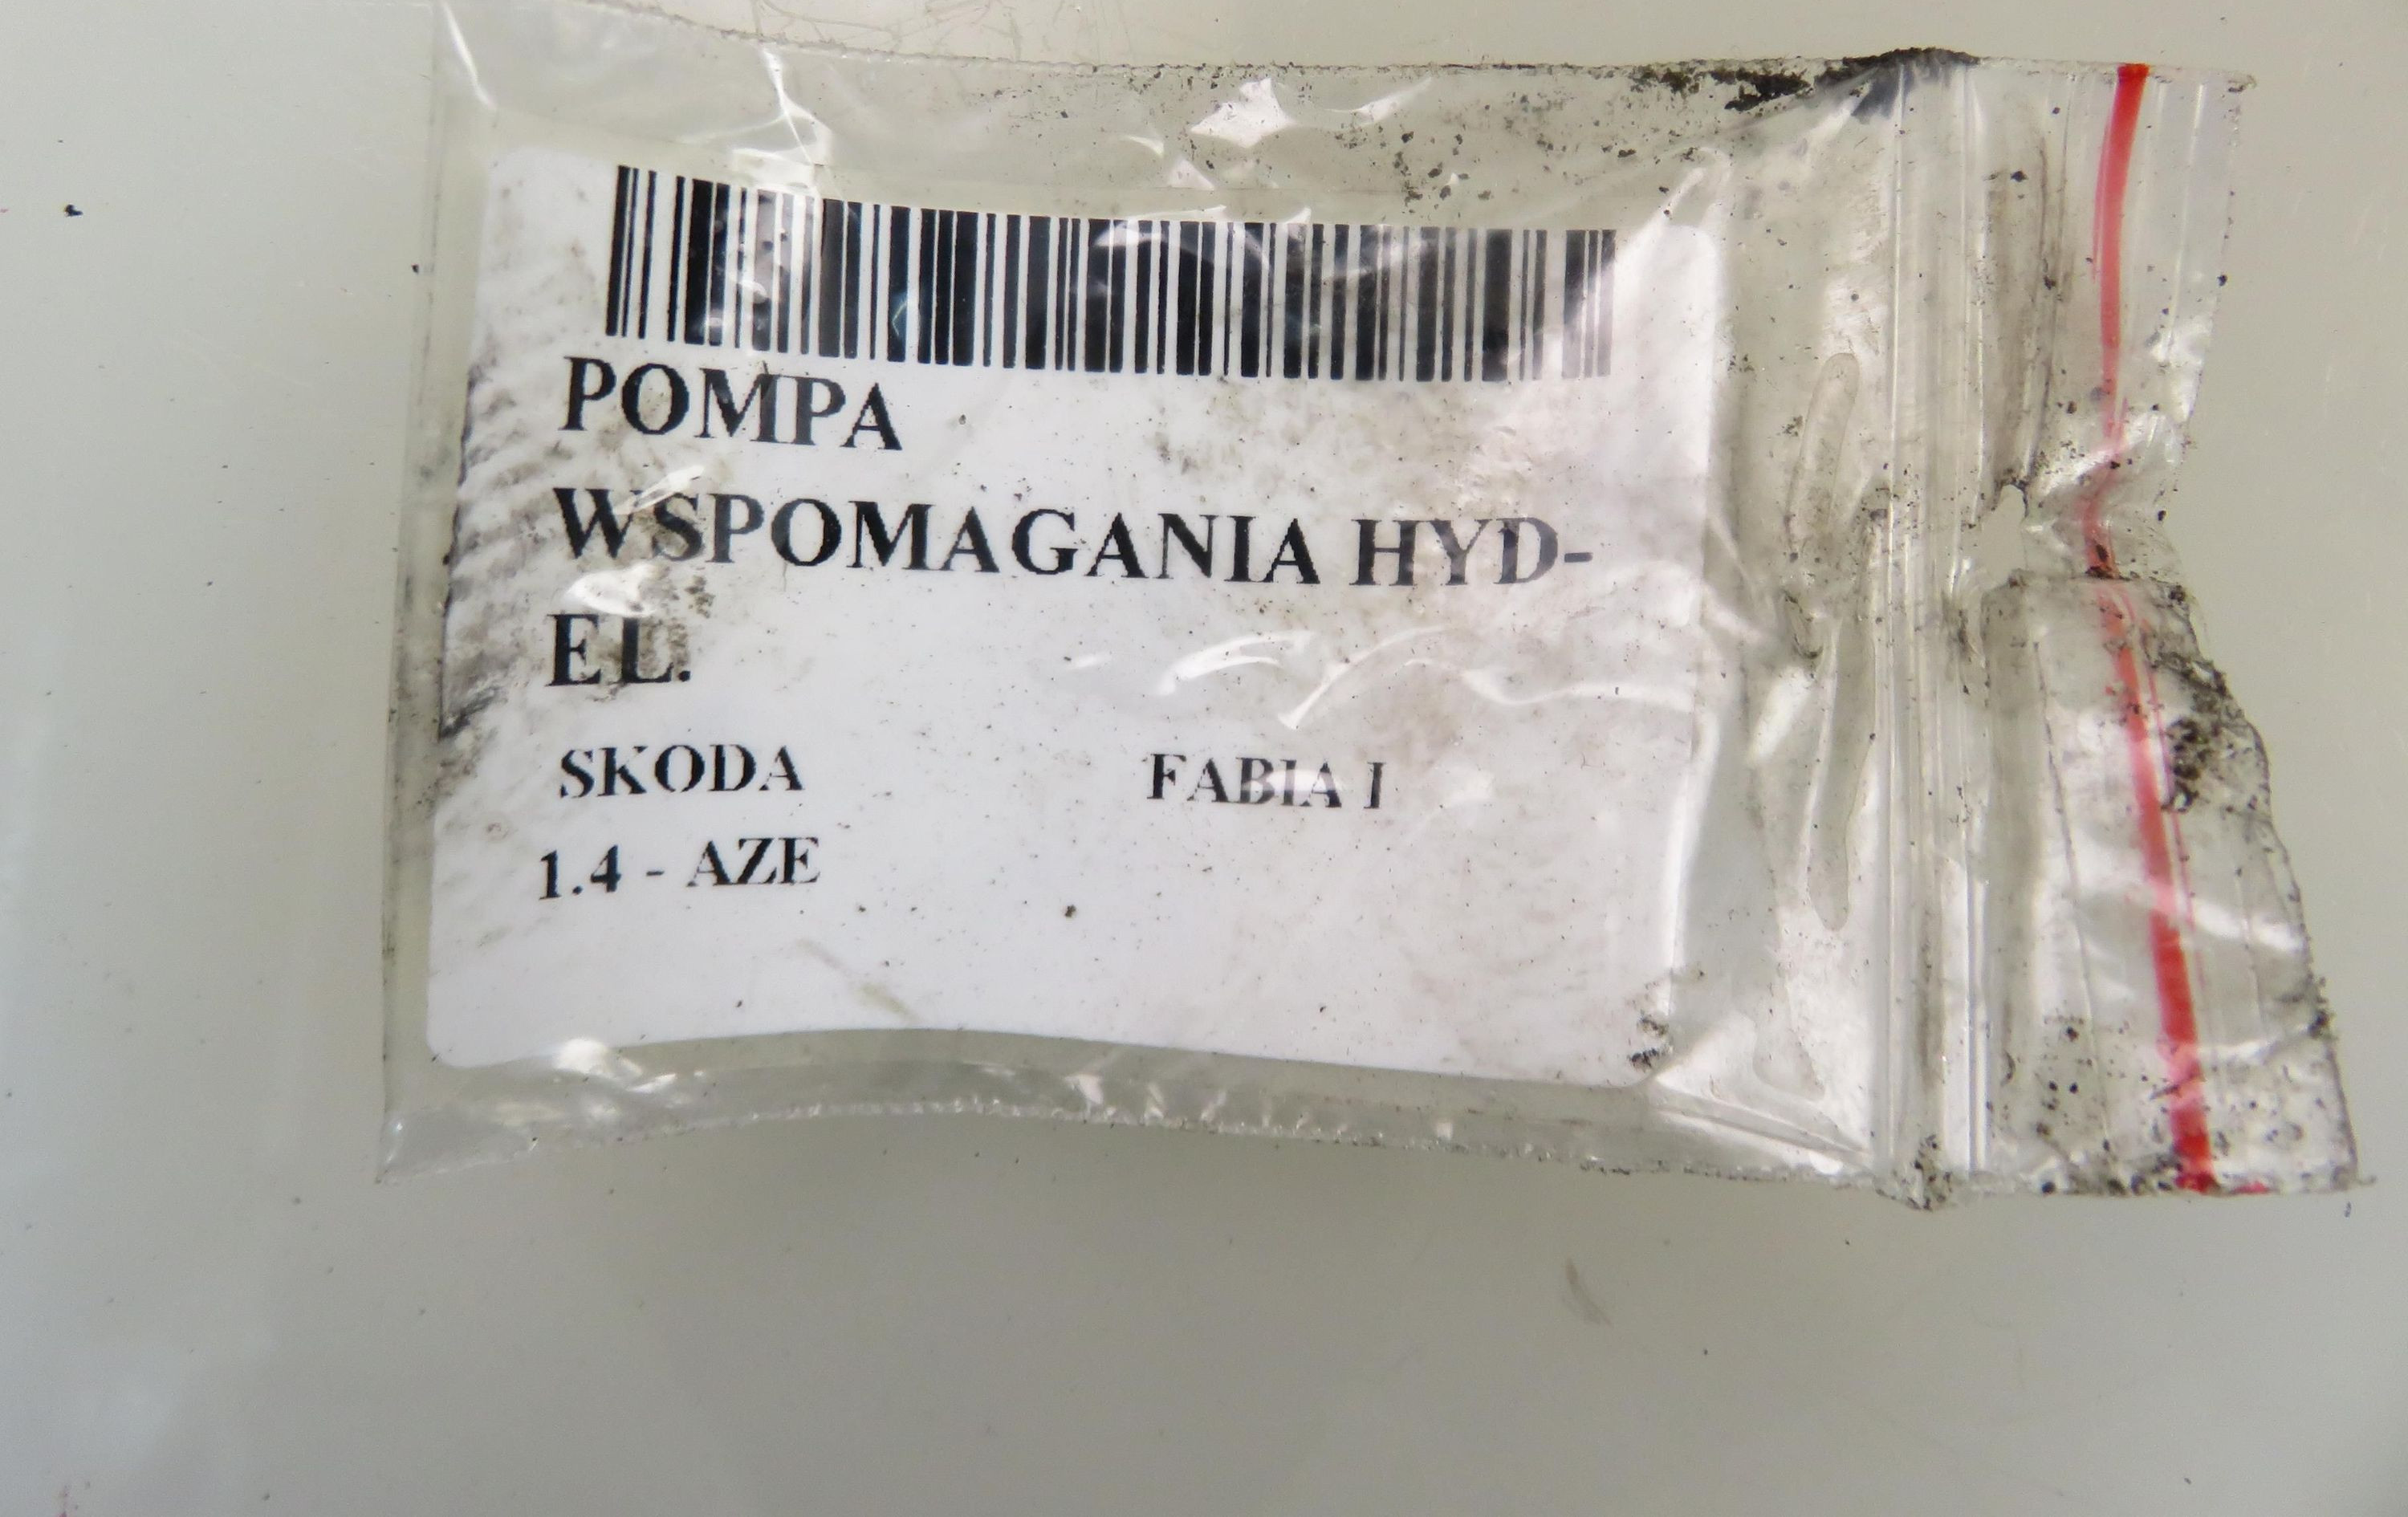 POMPA
WSPOMAGANIA HYD-
EL.
SKODA FABIA I
1.4 - AZE